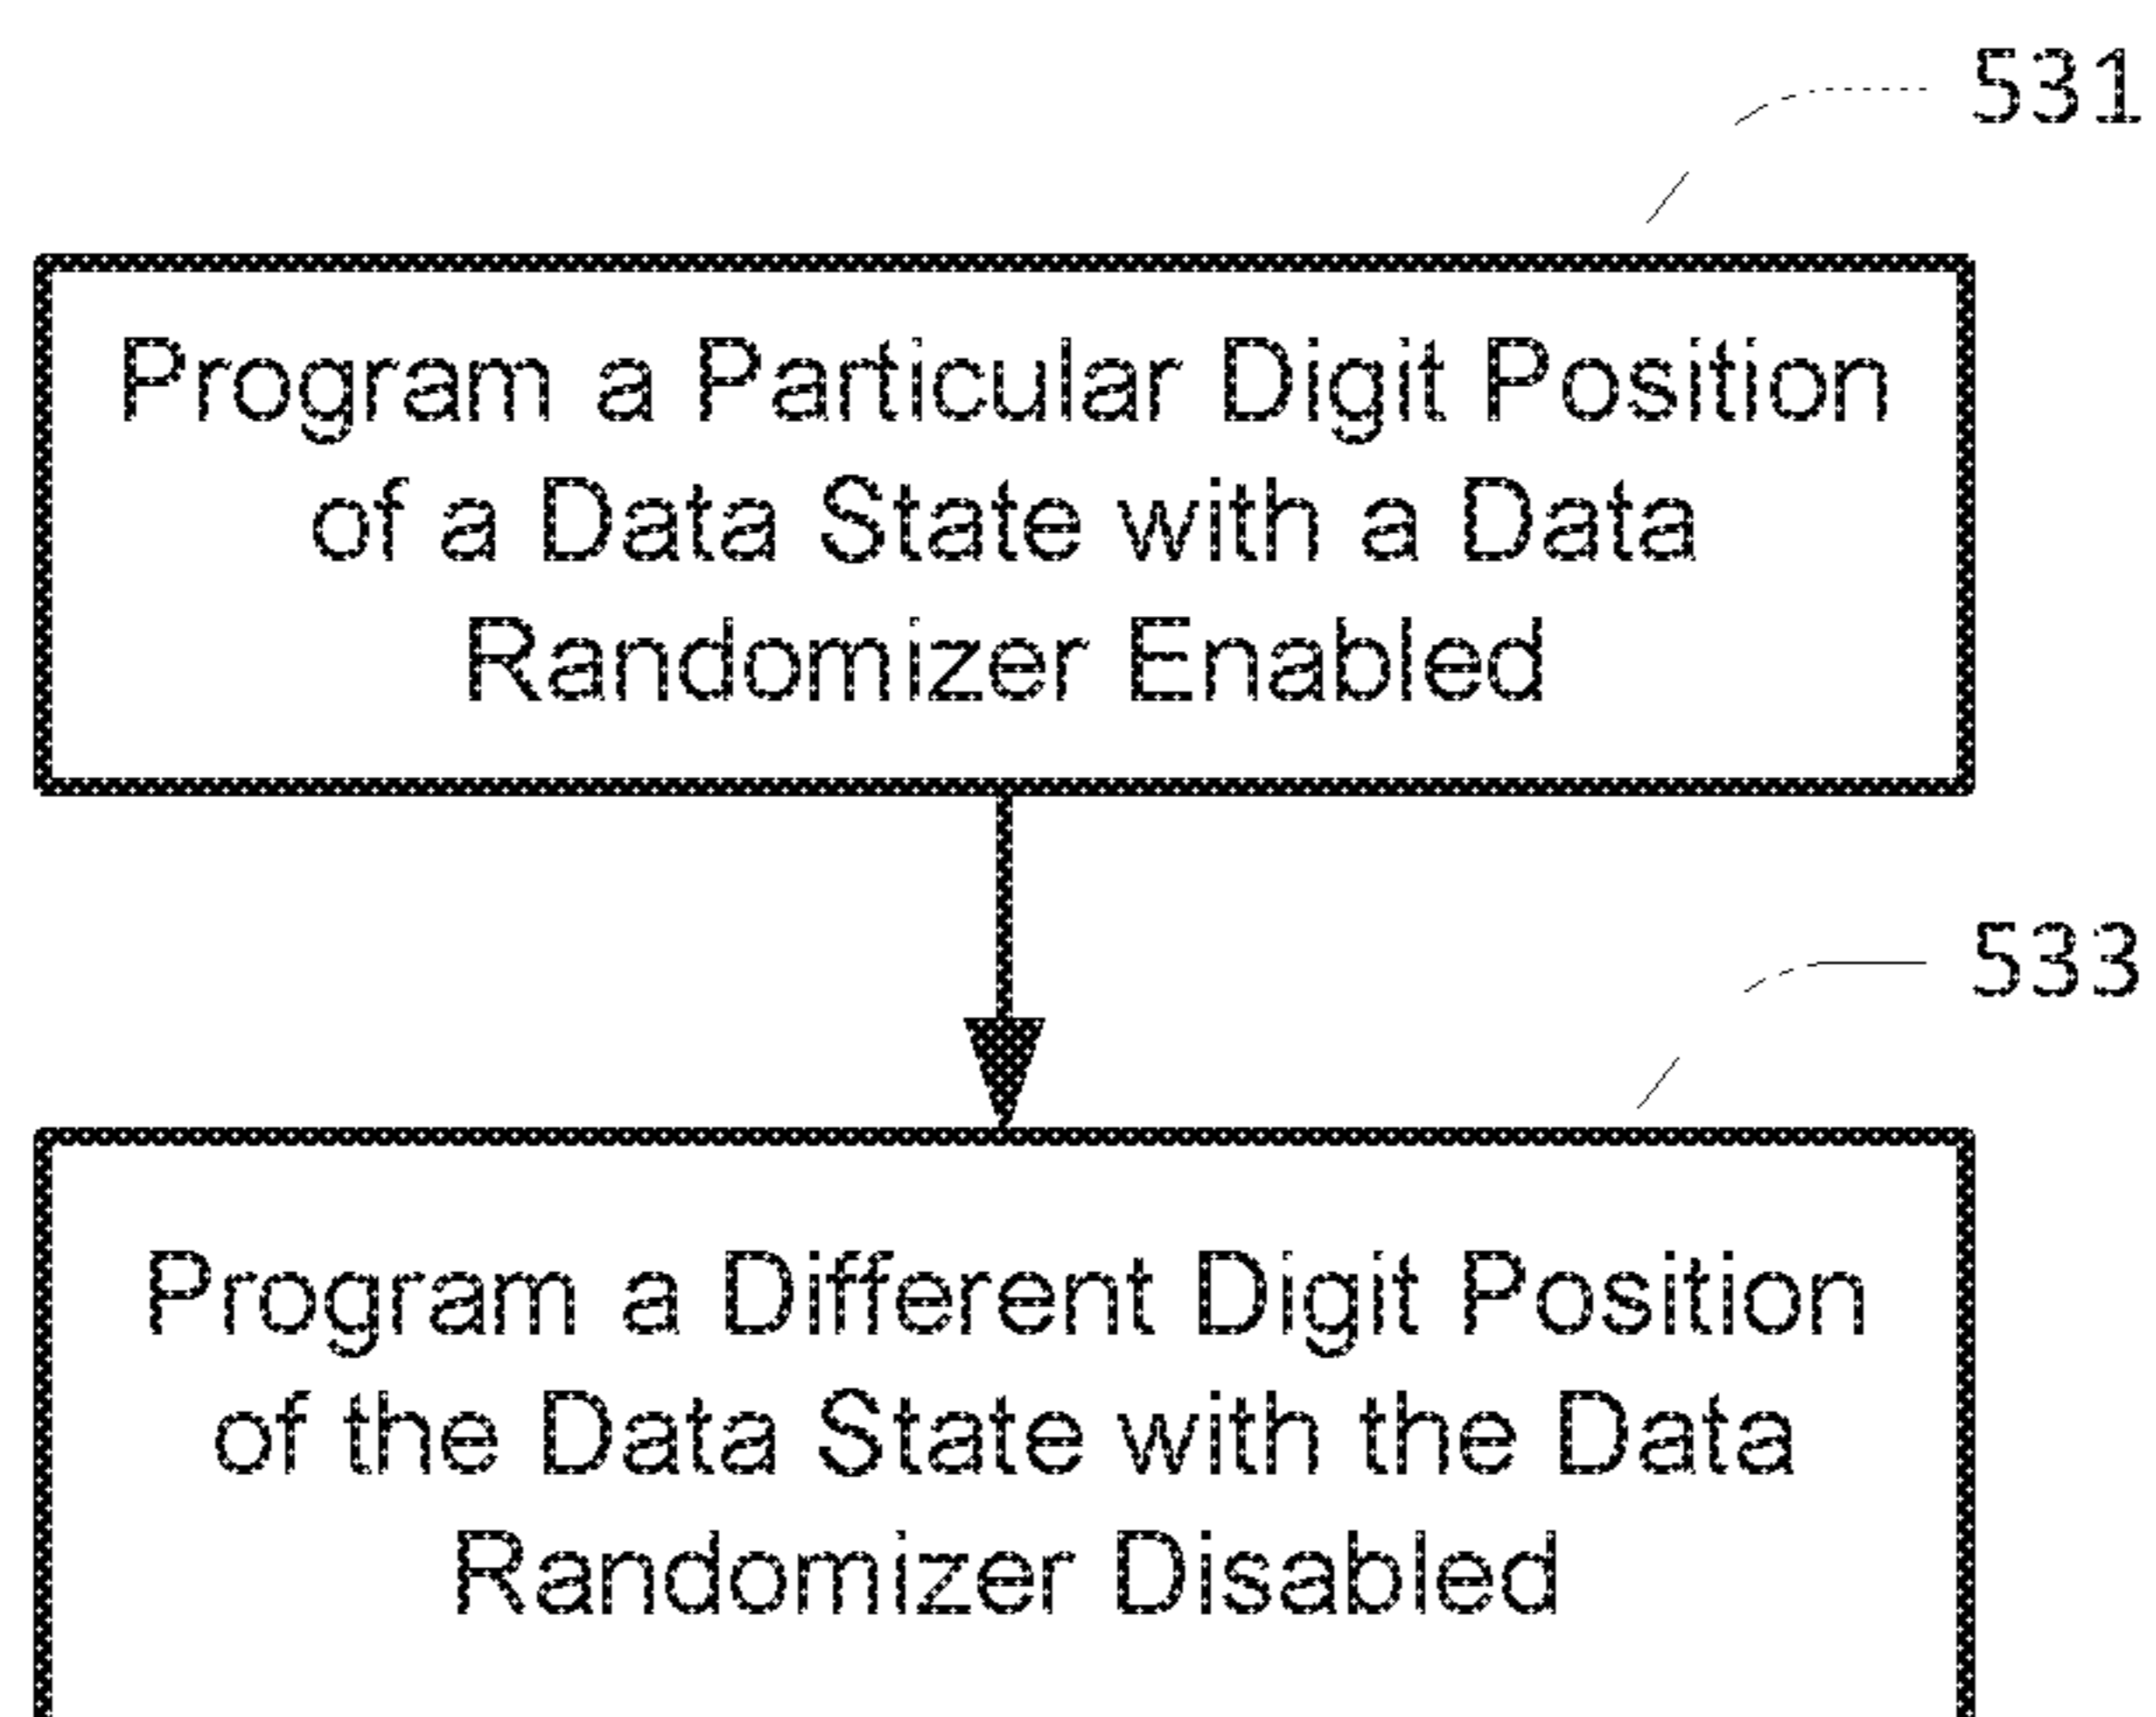 531
Program a Particular Digit Position
of a Data State with a Data
Randomizer Enabled
533
Program a Different Digit Position
of the Data State with the Data
Randomizer Disabled